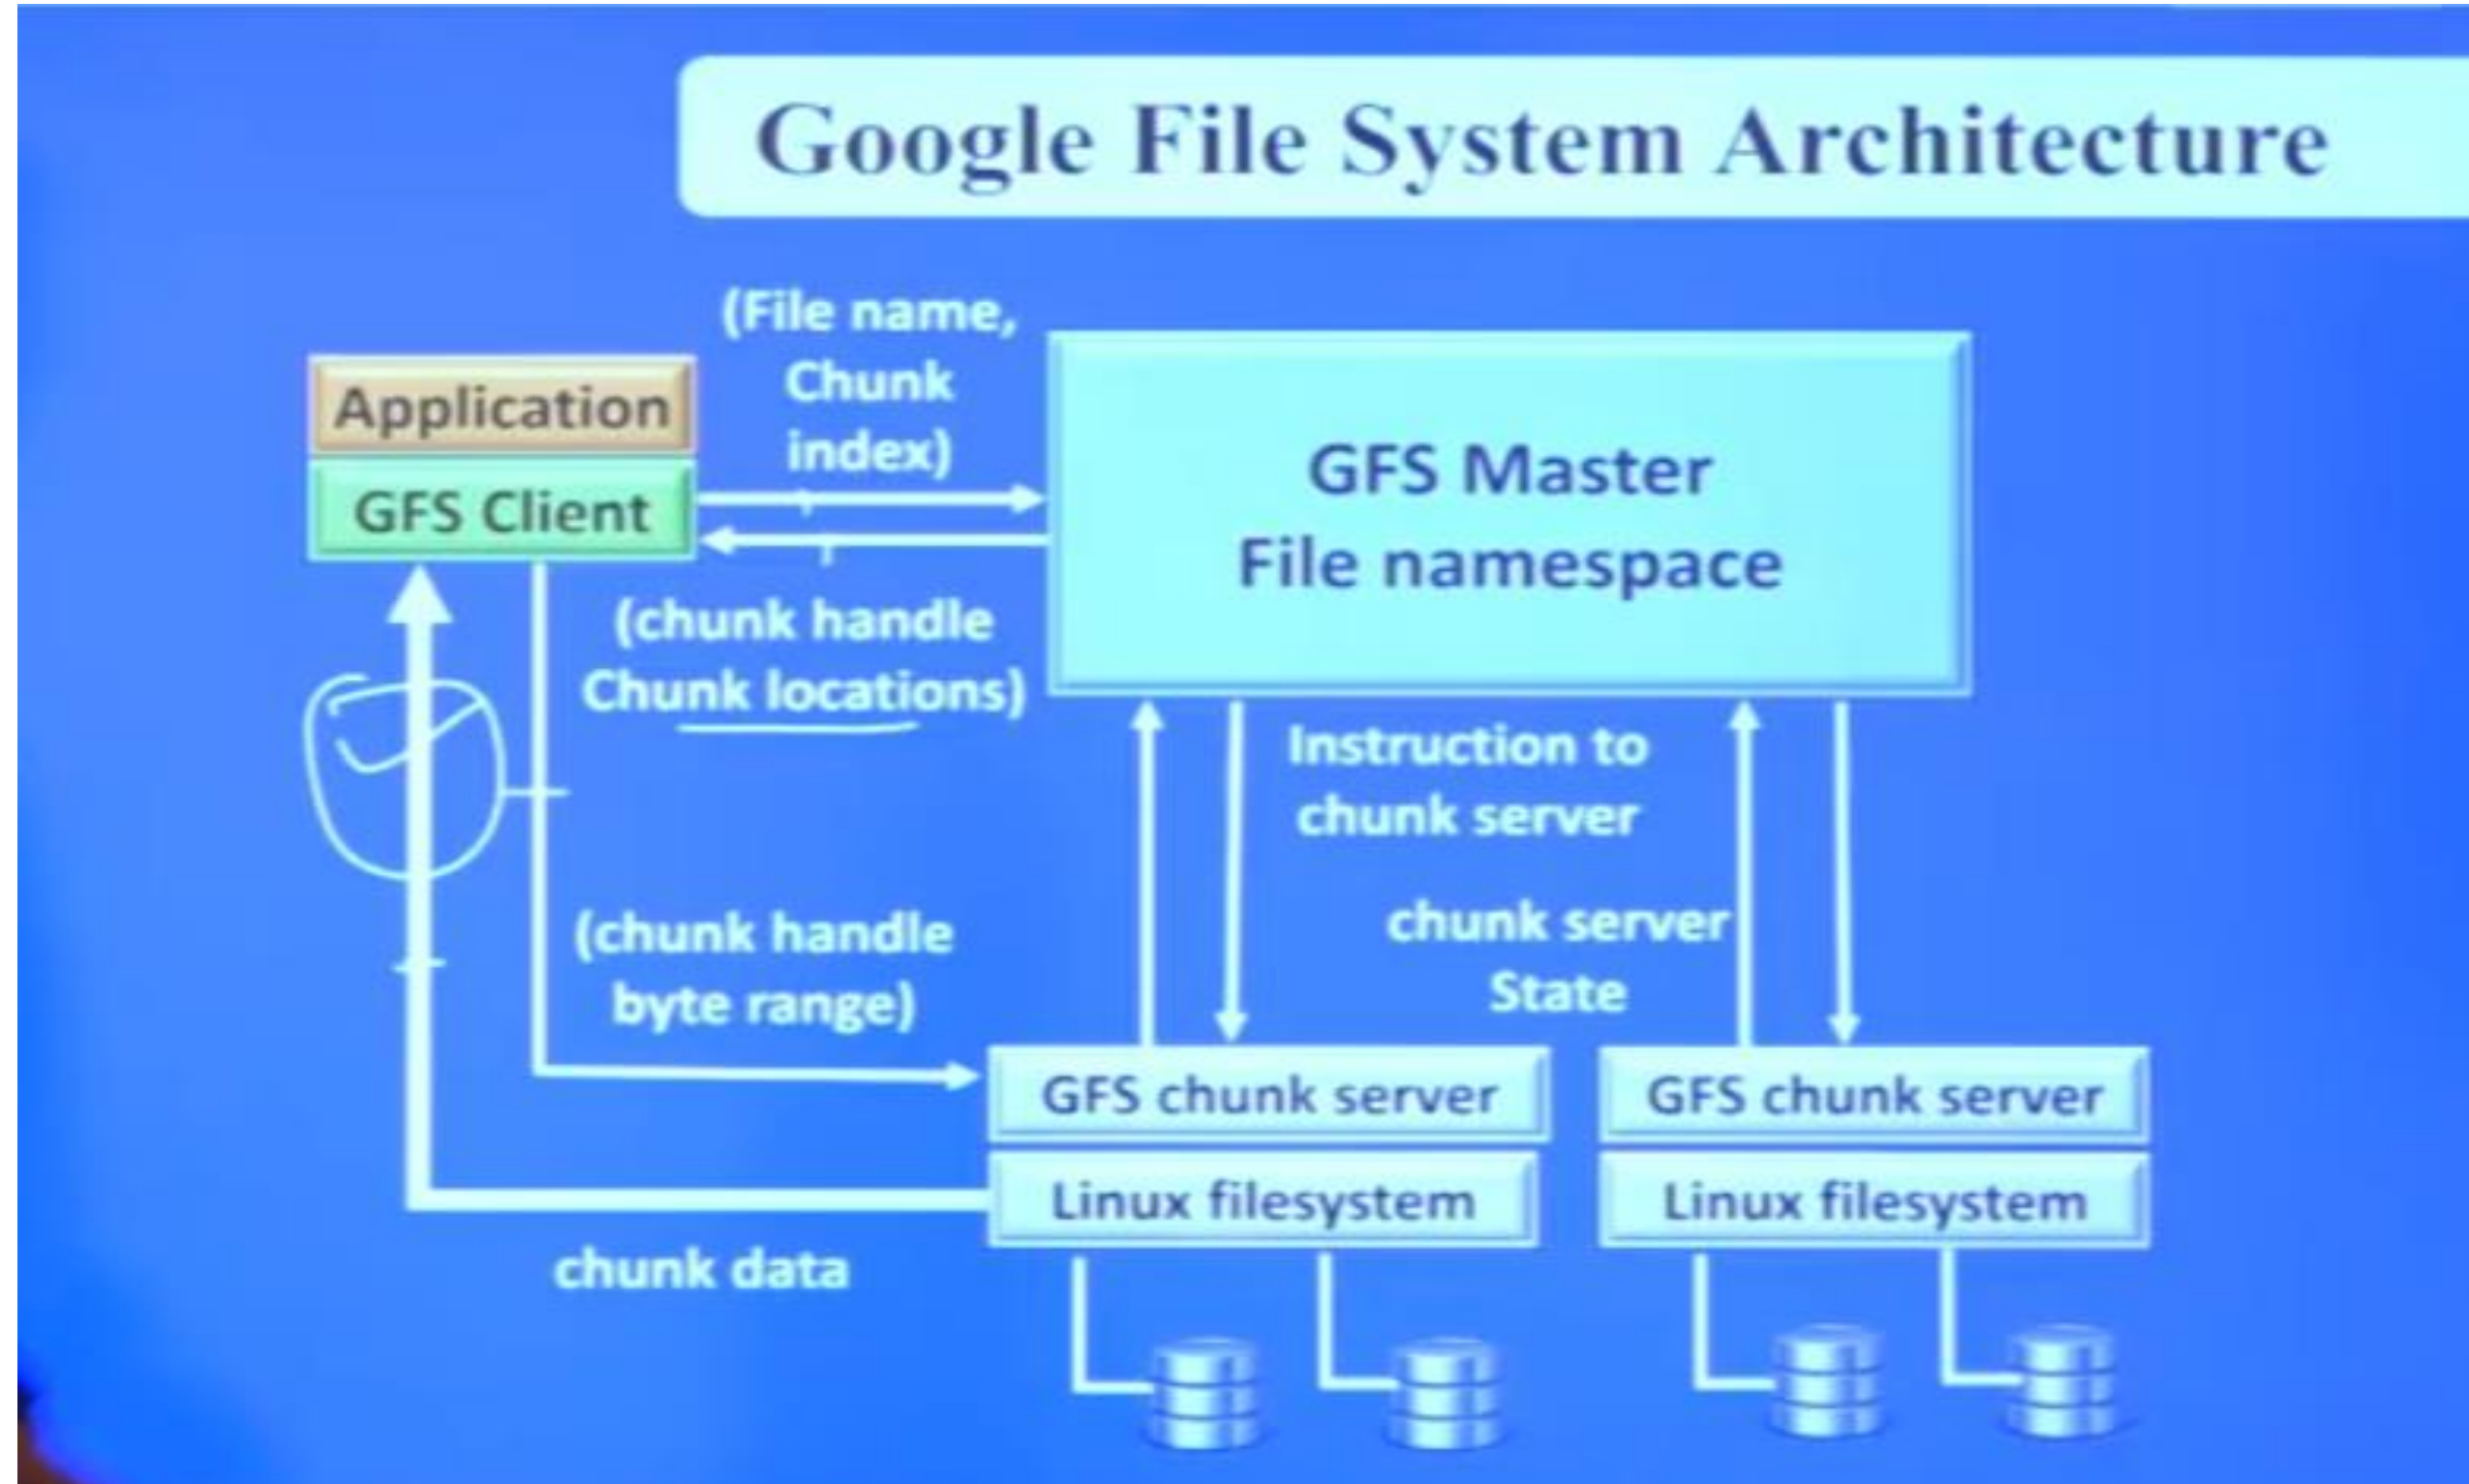 Google File System Architecture
(File name,
Chunk
index)
Application
GFS Client
GFS Master
File namespace
(chunk handle
Chunk locations)
Instruction to
chunk server
chunk server
State
(chunk handle
byte range)
GFS chunk server
GFS chunk server
Linux filesystem
Linux filesystem
chunk data